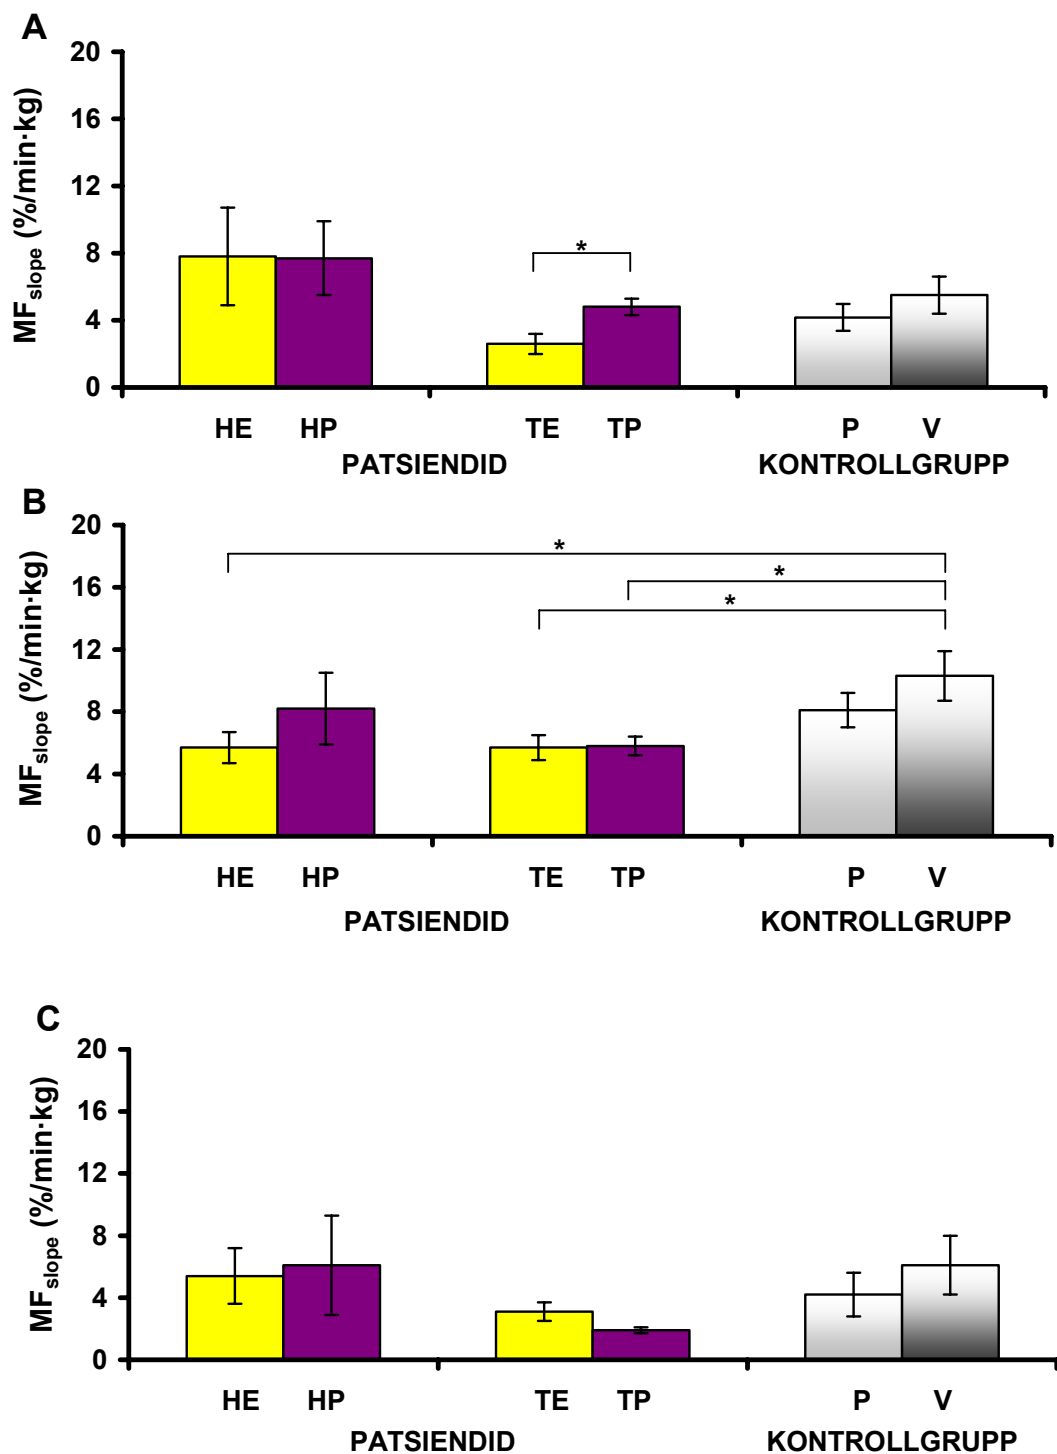 A
MFslope (%/min·kg)
20
16
12
8
4
0
*
HE HP TE TP P V
PATSIENDID KONTROLLGRUPP
B
MFslope (%/min·kg)
20
16
12
8
4
0
*
*
*
HE HP TE TP P V
PATSIENDID KONTROLLGRUPP
C
MFslope (%/min·kg)
20
16
12
8
4
0
HE HP TE TP P V
PATSIENDID KONTROLLGRUPP